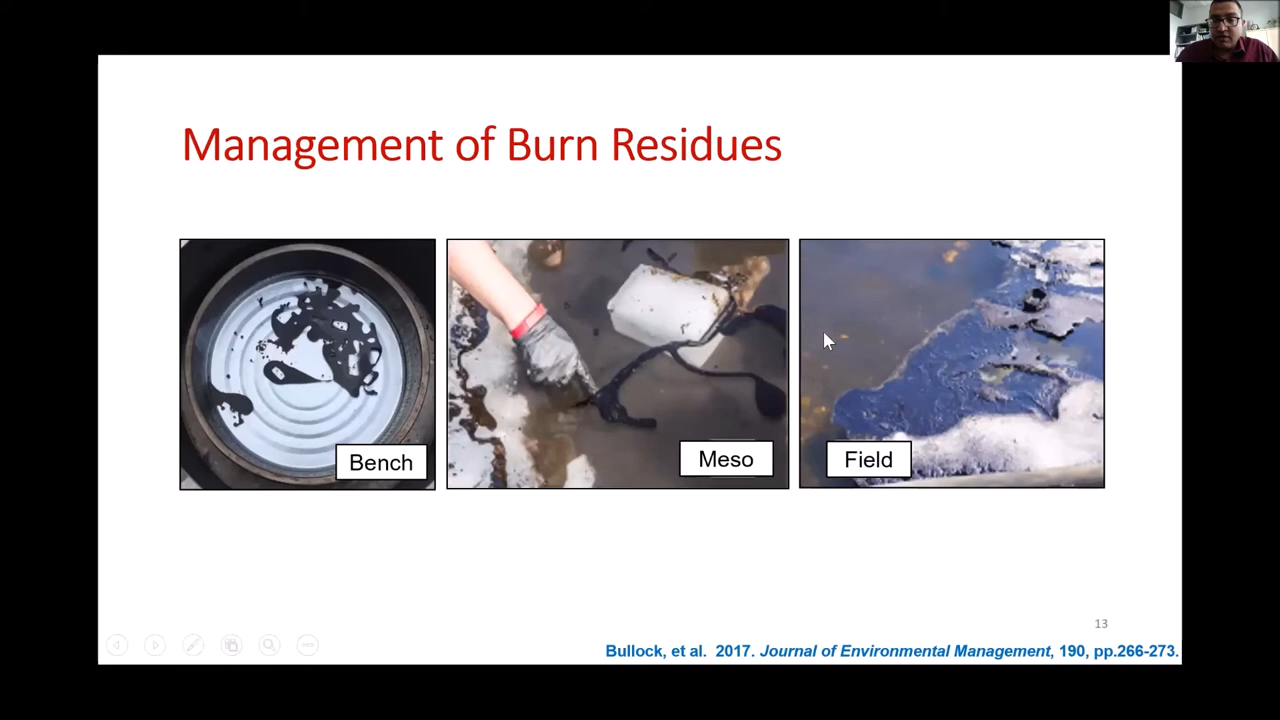 Management of Burn Residues
Bench
Meso
Field
13
Bullock, et al. 2017. Journal of Environmental Management, 190, pp.266-273.